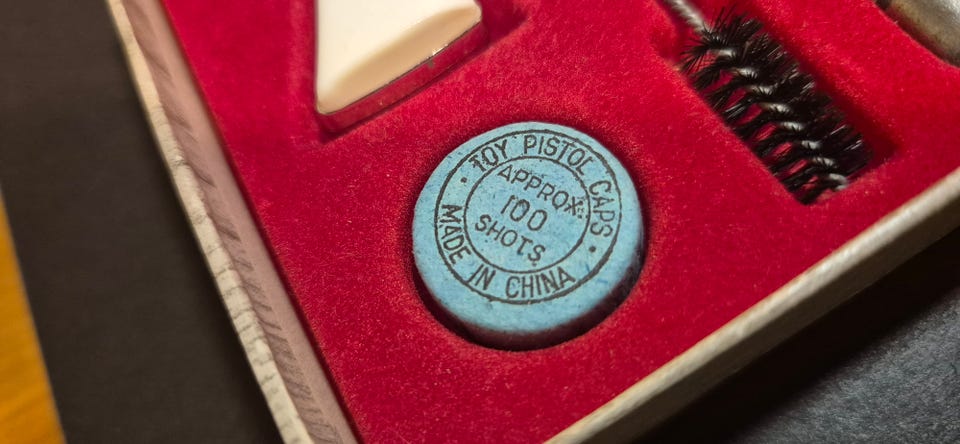 TOY PISTOL CAPS
APPROX.
100
SHOTS
MADE IN CHINA